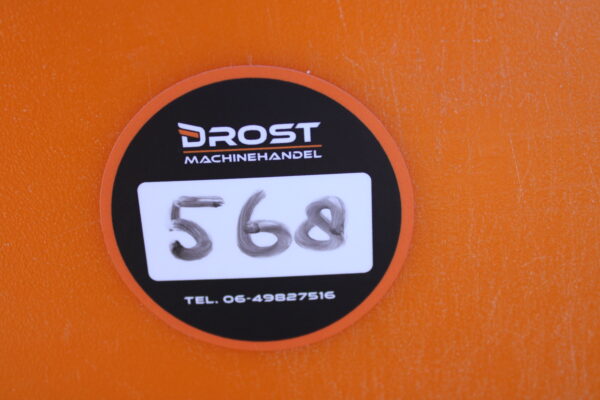 DROST
MACHINEHANDEL
568
TEL. 06-49827516